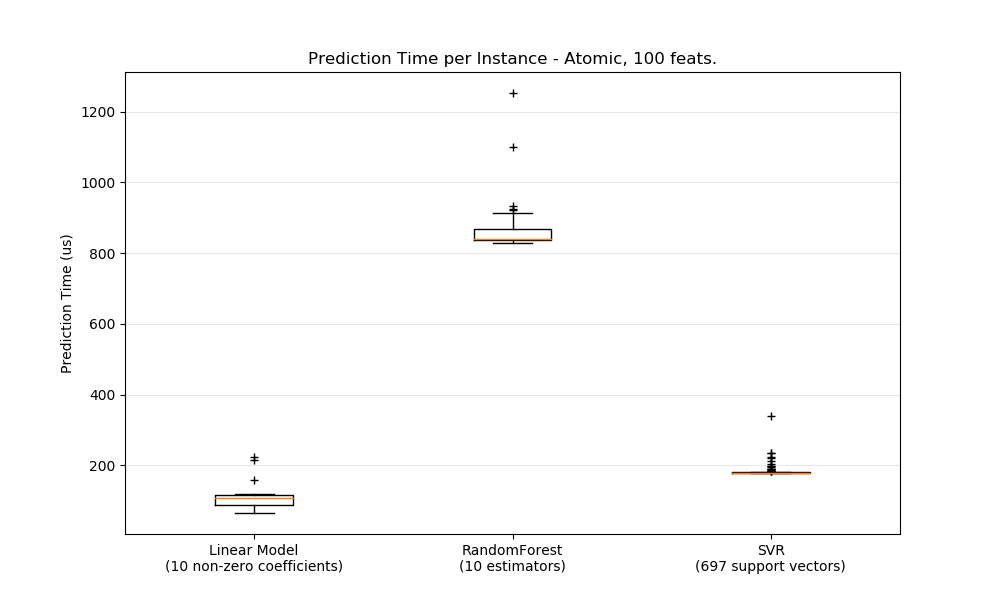 Prediction Time per Instance - Atomic, 100 feats.
Prediction Time (us)
1200
1000
800
600
400
200
Linear Model
(10 non-zero coefficients)
RandomForest
(10 estimators)
SVR
(697 support vectors)